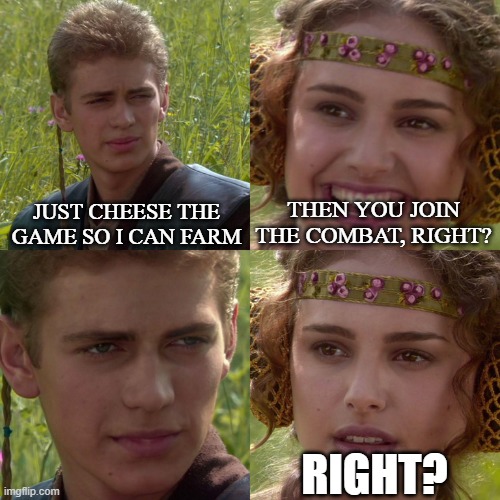 JUST CHEESE THE
GAME SO I CAN FARM
THEN YOU JOIN
THE COMBAT, RIGHT?
RIGHT?
imgflip.com